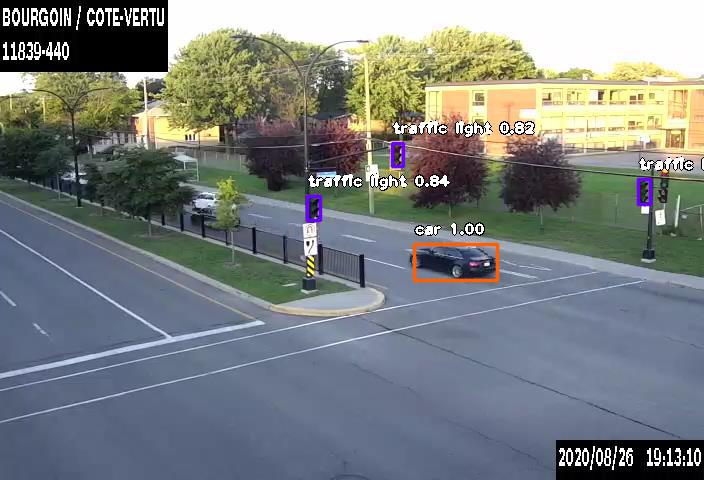 BOURGOIN / COTE-VERTU
11839-440
traffic light 0.82
traffic l
traffic light 0.84
car 1.00
2020/08/26 19:13:10